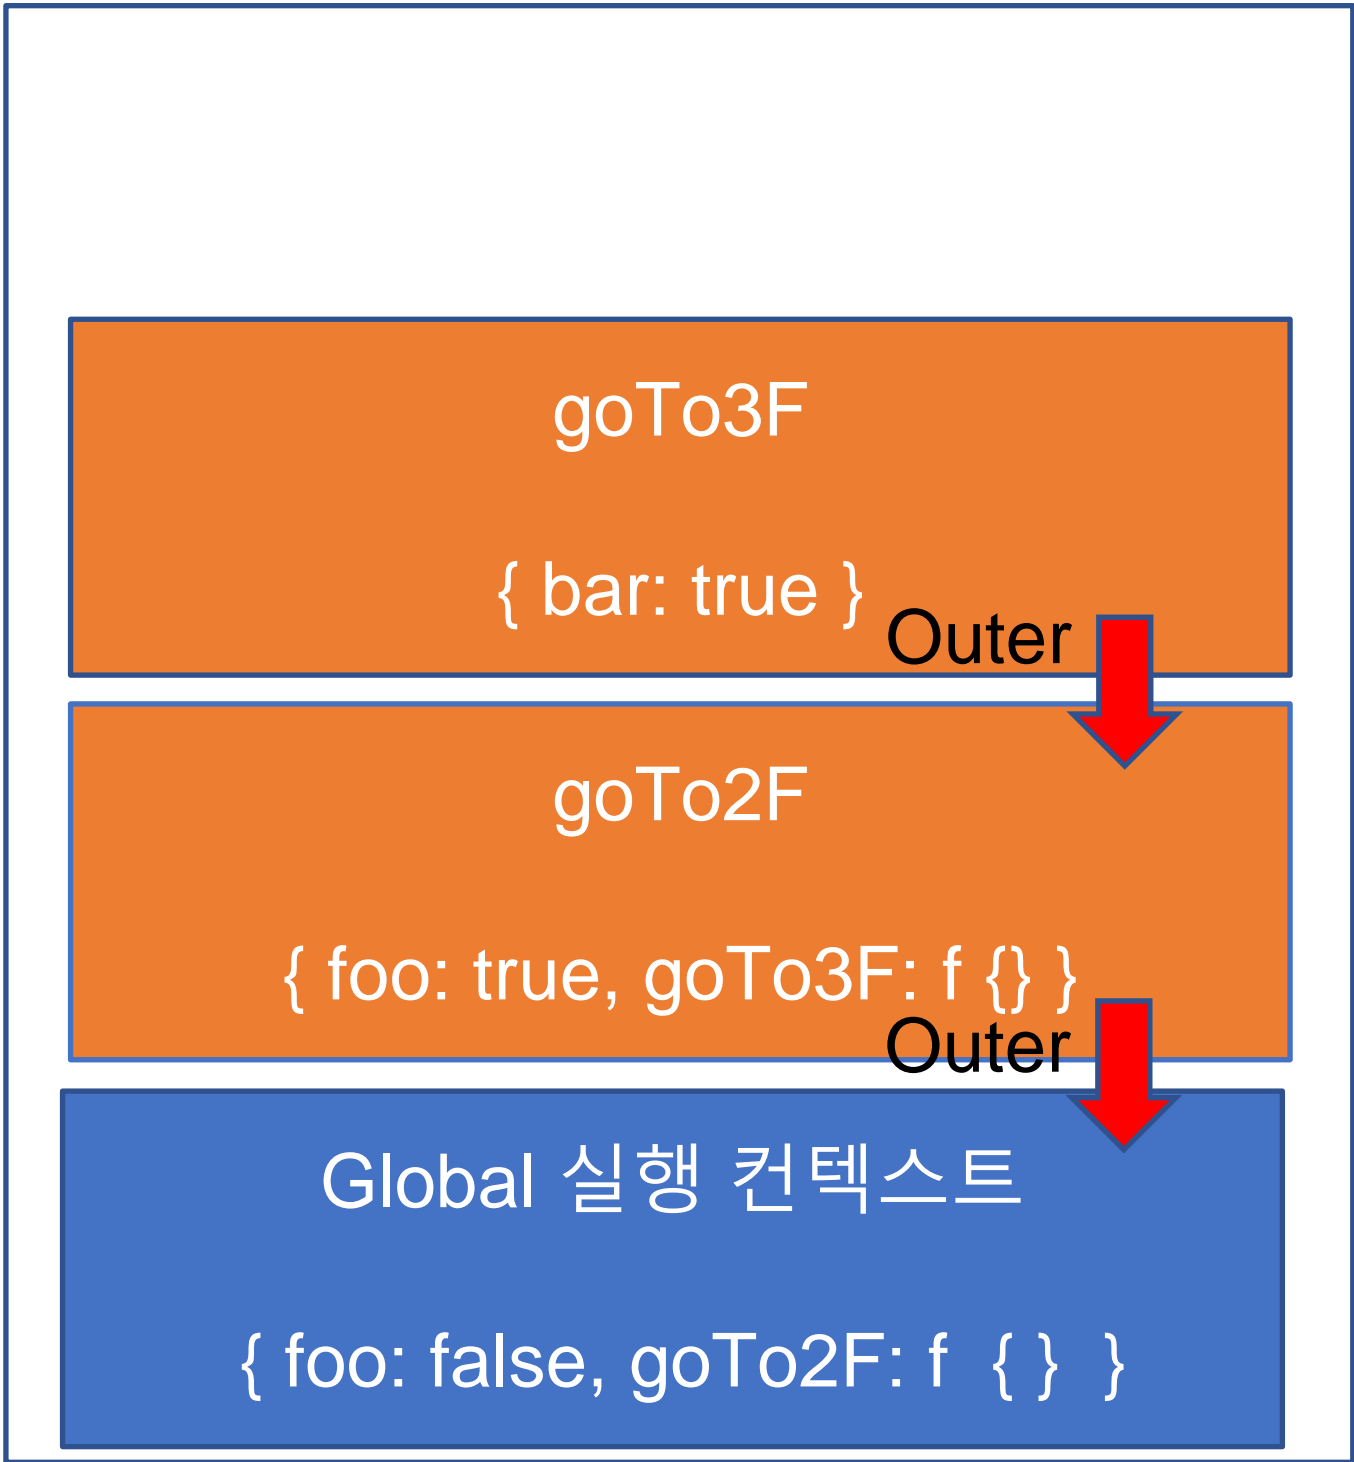 goTo3F
{ bar: true }
Outer
goTo2F
{ foo: true, goTo3F: f {} }
Outer
Global 실행 컨텍스트
{ foo: false, goTo2F: f  { }  }